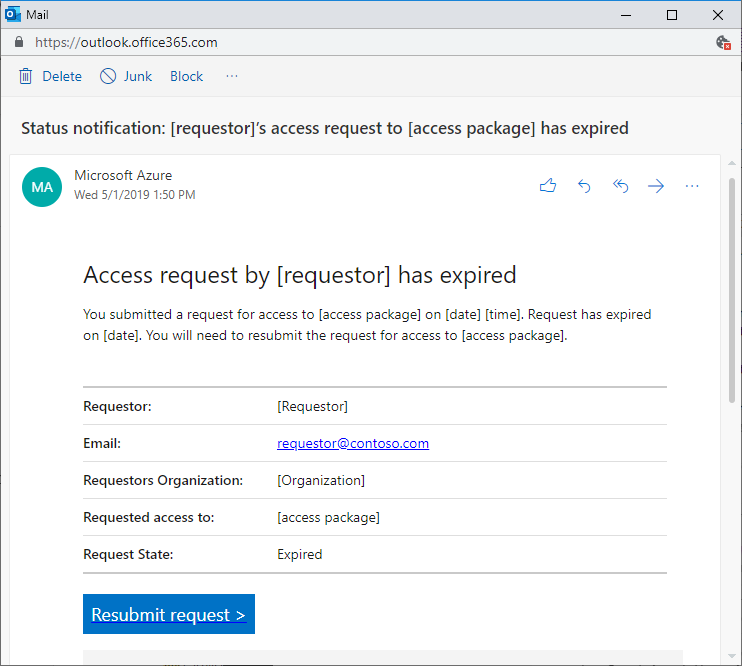 Mail
https://outlook.office365.com
Delete Junk Block ...
Status notification: [requestor]’s access request to [access package] has expired
MA
Microsoft Azure
Wed 5/1/2019 1:50 PM
Access request by [requestor] has expired
You submitted a request for access to [access package] on [date] [time]. Request has expired
on [date]. You will need to resubmit the request for access to [access package].
Requestor: [Requestor]
Email: requestor@contoso.com
Requestors Organization: [Organization]
Requested access to: [access package]
Request State: Expired
Resubmit request >